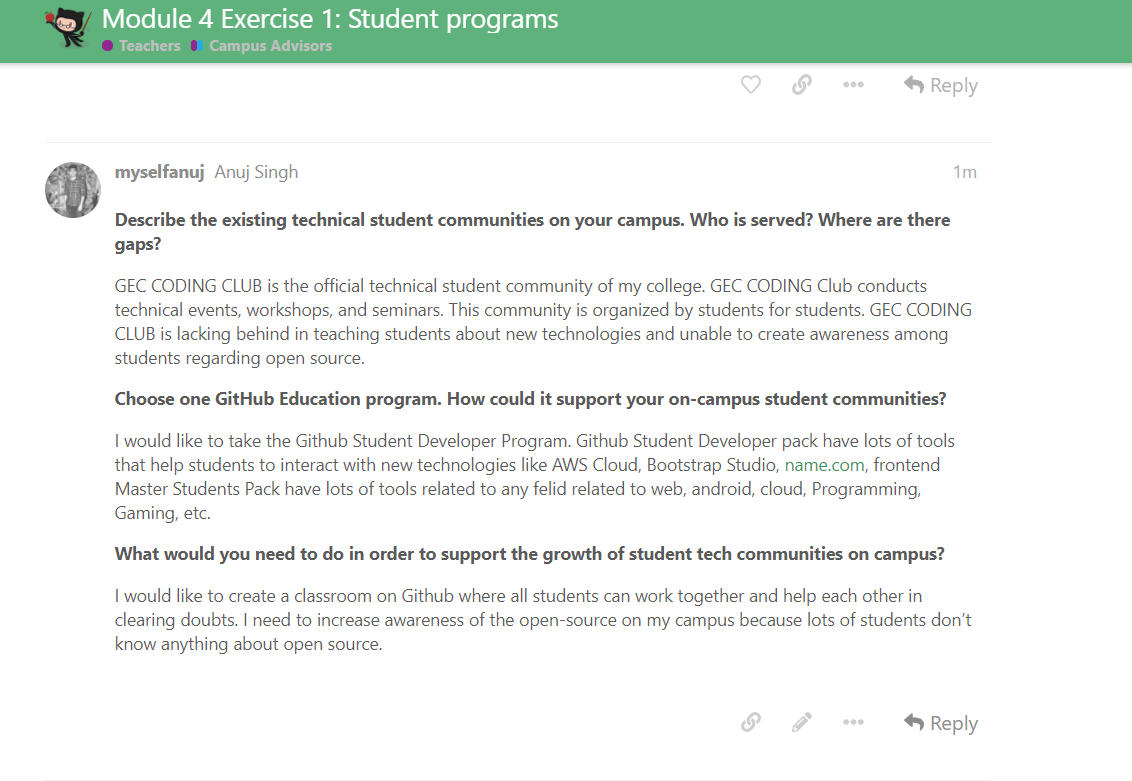 Module 4 Exercise 1: Student programs
Teachers Campus Advisors
Reply
myselfanuj Anuj Singh 1m
Describe the existing technical student communities on your campus. Who is served? Where are there
gaps?
GEC CODING CLUB is the official technical student community of my college. GEC CODING Club conducts
technical events, workshops, and seminars. This community is organized by students for students. GEC CODING
CLUB is lacking behind in teaching students about new technologies and unable to create awareness among
students regarding open source.
Choose one GitHub Education program. How could it support your on-campus student communities?
I would like to take the Github Student Developer Program. Github Student Developer pack have lots of tools
that help students to interact with new technologies like AWS Cloud, Bootstrap Studio, name.com, frontend
Master Students Pack have lots of tools related to any felid related to web, android, cloud, Programming,
Gaming, etc.
What would you need to do in order to support the growth of student tech communities on campus?
I would like to create a classroom on Github where all students can work together and help each other in
clearing doubts. I need to increase awareness of the open-source on my campus because lots of students don’t
know anything about open source.
Reply